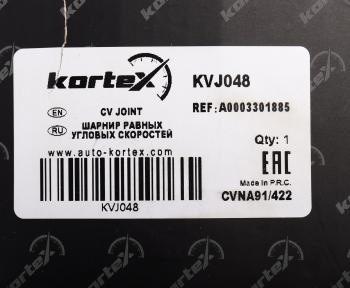 kortex
KVJ048
REF: A0003301885
EN CV JOINT
RU ШАРНИР РАВНЫХ
УГЛОВЫХ СКОРОСТЕЙ
www.auto-kortex.com
KVJ048
Qty: 1
EAC
Made in P.R.C.
CVNA91/422